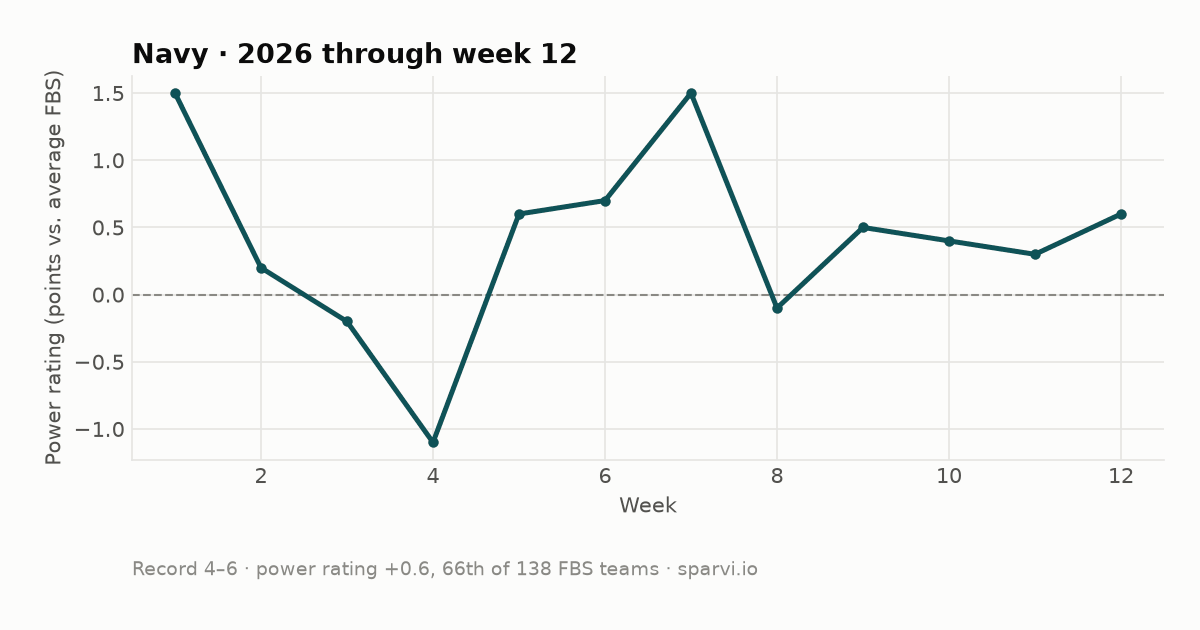 Navy · 2026 through week 12
Power rating (points vs. average FBS)
1.5
1.0
0.5
0.0
−0.5
−1.0
2 4 6 8 10 12
Week
Record 4–6 · power rating +0.6, 66th of 138 FBS teams · sparvi.io